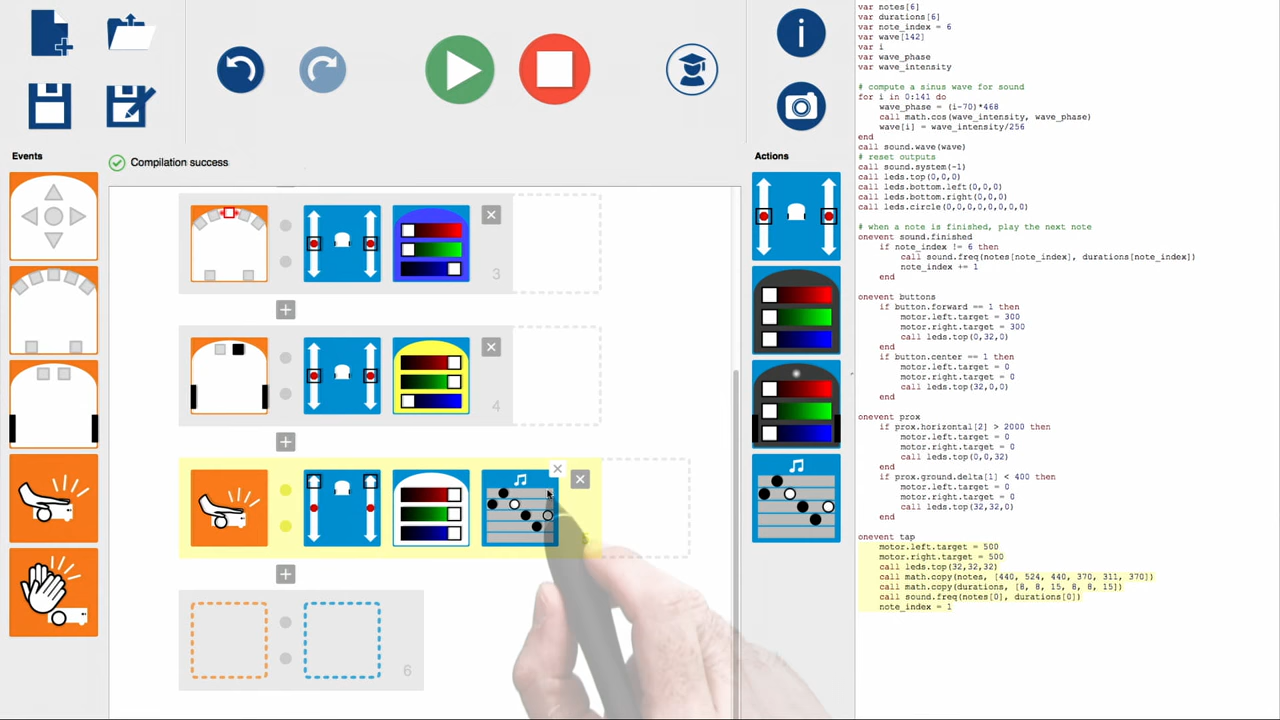 Events
Compilation success
Actions
3
4
5
6
var notes[6]
var durations[6]
var note_index = 6
var wave[142]
var i
var wave_phase
var wave_intensity
# compute a sinus wave for sound
for i in 0:141 do
wave_phase = (i-70)*468
call math.cos(wave_intensity, wave_phase)
wave[i] = wave_intensity/256
end
call sound.wave(wave)
# reset outputs
call sound.system(-1)
call leds.top(0,0,0)
call leds.bottom.left(0,0,0)
call leds.bottom.right(0,0,0)
call leds.circle(0,0,0,0,0,0,0,0)
# when a note is finished, play the next note
onevent sound.finished
if note_index != 6 then
call sound.freq(notes[note_index], durations[note_index])
note_index += 1
end
onevent buttons
if button.forward == 1 then
motor.left.target = 300
motor.right.target = 300
call leds.top(0,32,0)
end
if button.center == 1 then
motor.left.target = 0
motor.right.target = 0
call leds.top(32,0,0)
end
onevent prox
if prox.horizontal[2] > 2000 then
motor.left.target = 0
motor.right.target = 0
call leds.top(0,0,32)
end
if prox.ground.delta[1] < 400 then
motor.left.target = 0
motor.right.target = 0
call leds.top(32,32,0)
end
onevent tap
motor.left.target = 500
motor.right.target = 500
call leds.top(32,32,32)
call math.copy(notes, [440, 524, 440, 370, 311, 370])
call math.copy(durations, [8, 8, 15, 8, 8, 15])
call sound.freq(notes[0], durations[0])
note_index = 1